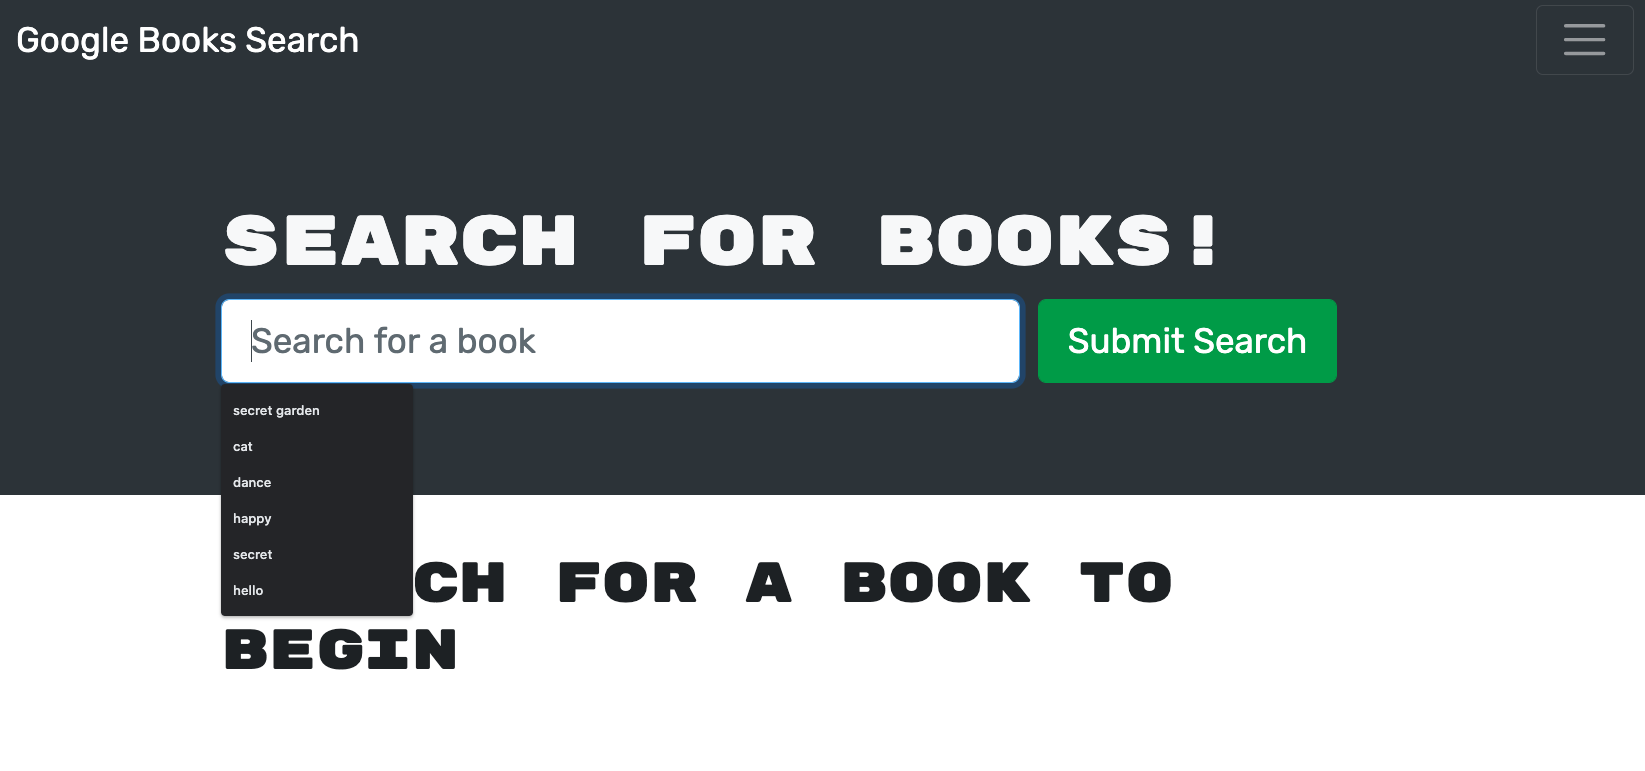 Google Books Search
SEARCH FOR BOOKS!
Search for a book
Submit Search
secret garden
cat
dance
happy
secret
hello
CH FOR A BOOK TO
BEGIN